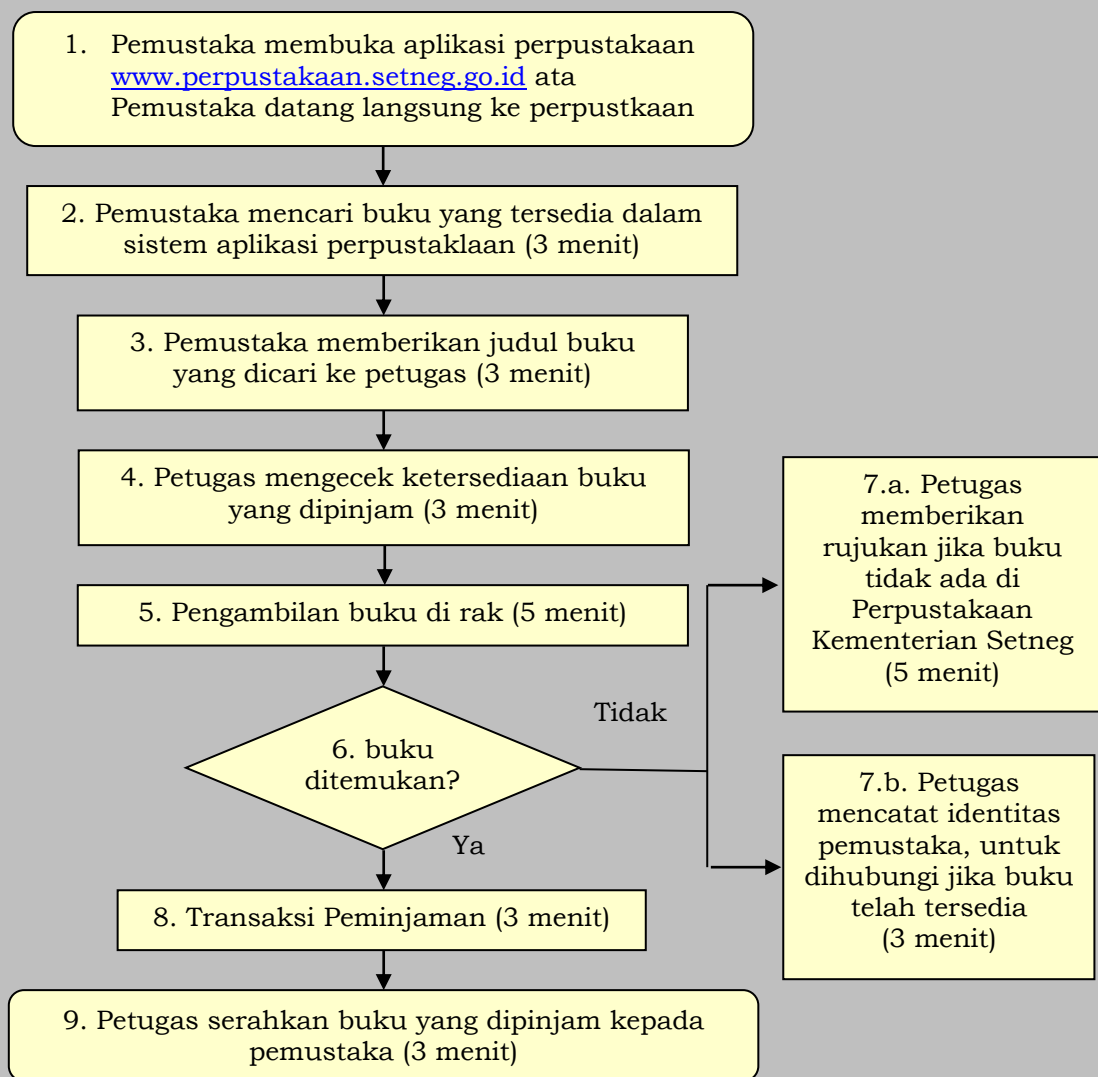 1. Pemustaka membuka aplikasi perpustakaan
www.perpustakaan.setneg.go.id ata
Pemustaka datang langsung ke perpustkaan
2. Pemustaka mencari buku yang tersedia dalam
sistem aplikasi perpustaklaan (3 menit)
3. Pemustaka memberikan judul buku
yang dicari ke petugas (3 menit)
4. Petugas mengecek ketersediaan buku
yang dipinjam (3 menit)
5. Pengambilan buku di rak (5 menit)
6. buku
ditemukan?
Tidak
7.a. Petugas
memberikan
rujukan jika buku
tidak ada di
Perpustakaan
Kementerian Setneg
(5 menit)
7.b. Petugas
mencatat identitas
pemustaka, untuk
dihubungi jika buku
telah tersedia
(3 menit)
Ya
8. Transaksi Peminjaman (3 menit)
9. Petugas serahkan buku yang dipinjam kepada
pemustaka (3 menit)